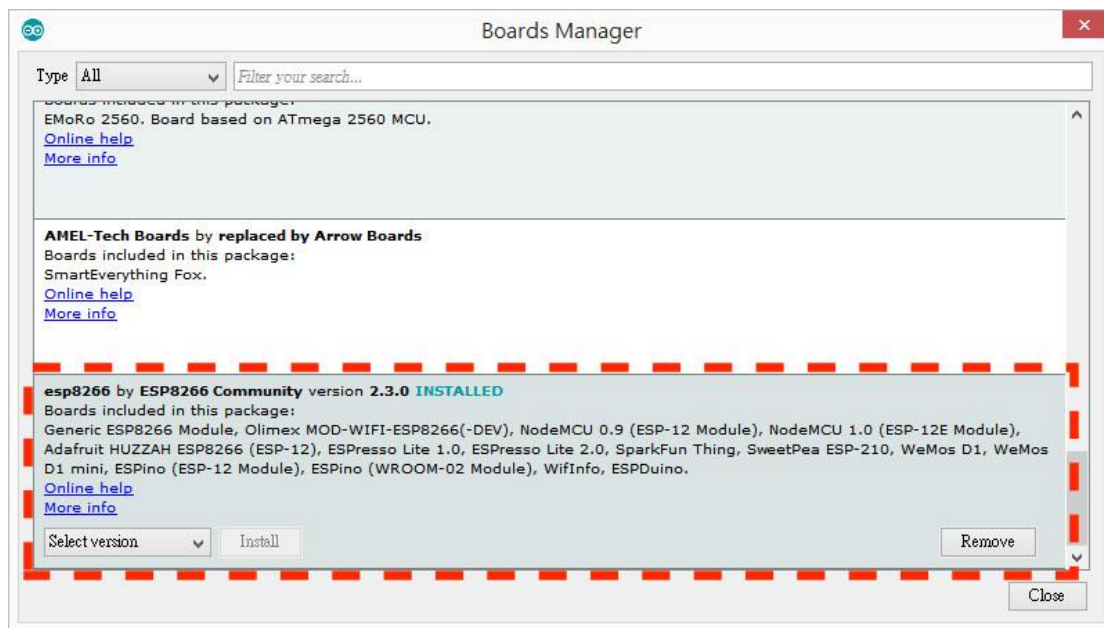 Boards Manager
Type All Filter your search...
Boards included in this package:
EMoRo 2560. Board based on ATmega 2560 MCU.
Online help
More info
AMEL-Tech Boards by replaced by Arrow Boards
Boards included in this package:
SmartEverything Fox.
Online help
More info
esp8266 by ESP8266 Community version 2.3.0 INSTALLED
Boards included in this package:
Generic ESP8266 Module, Olimex MOD-WIFI-ESP8266(-DEV), NodeMCU 0.9 (ESP-12 Module), NodeMCU 1.0 (ESP-12E Module),
Adafruit HUZZAH ESP8266 (ESP-12), ESPresso Lite 1.0, ESPresso Lite 2.0, SparkFun Thing, SweetPea ESP-210, WeMos D1, WeMos
D1 mini, ESPino (ESP-12 Module), ESPino (WROOM-02 Module), WifInfo, ESPDuino.
Online help
More info
Select version Install Remove
Close